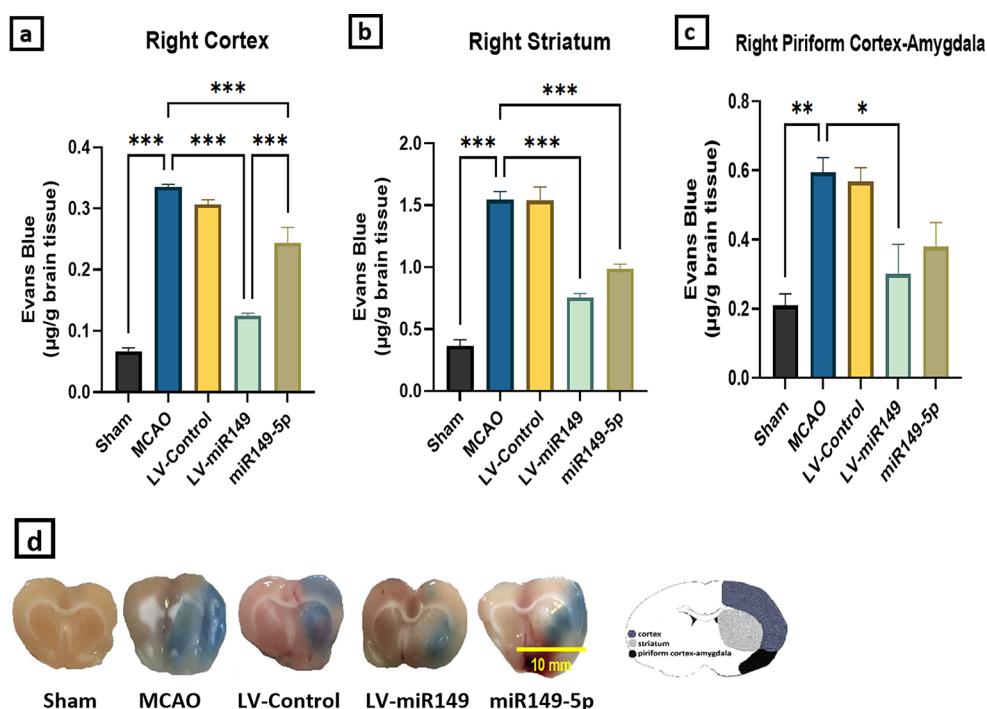 a
Right Cortex
***
***
***
***
0.4
0.3
0.2
0.1
0.0
Evans Blue
(µg/g brain tissue)
Sham
MCAO
LV-Control
LV-miR149
miR149-5p
b
Right Striatum
***
***
***
2.0
1.5
1.0
0.5
0.0
Evans Blue
(µg/g brain tissue)
Sham
MCAO
LV-Control
LV-miR149
miR149-5p
c
Right Piriform Cortex-Amygdala
**
*
0.8
0.6
0.4
0.2
0.0
Evans Blue
(µg/g brain tissue)
Sham
MCAO
LV-Control
LV-miR149
miR149-5p
d
10 mm
Sham
MCAO
LV-Control
LV-miR149
miR149-5p
cortex
striatum
piriform cortex-amygdala